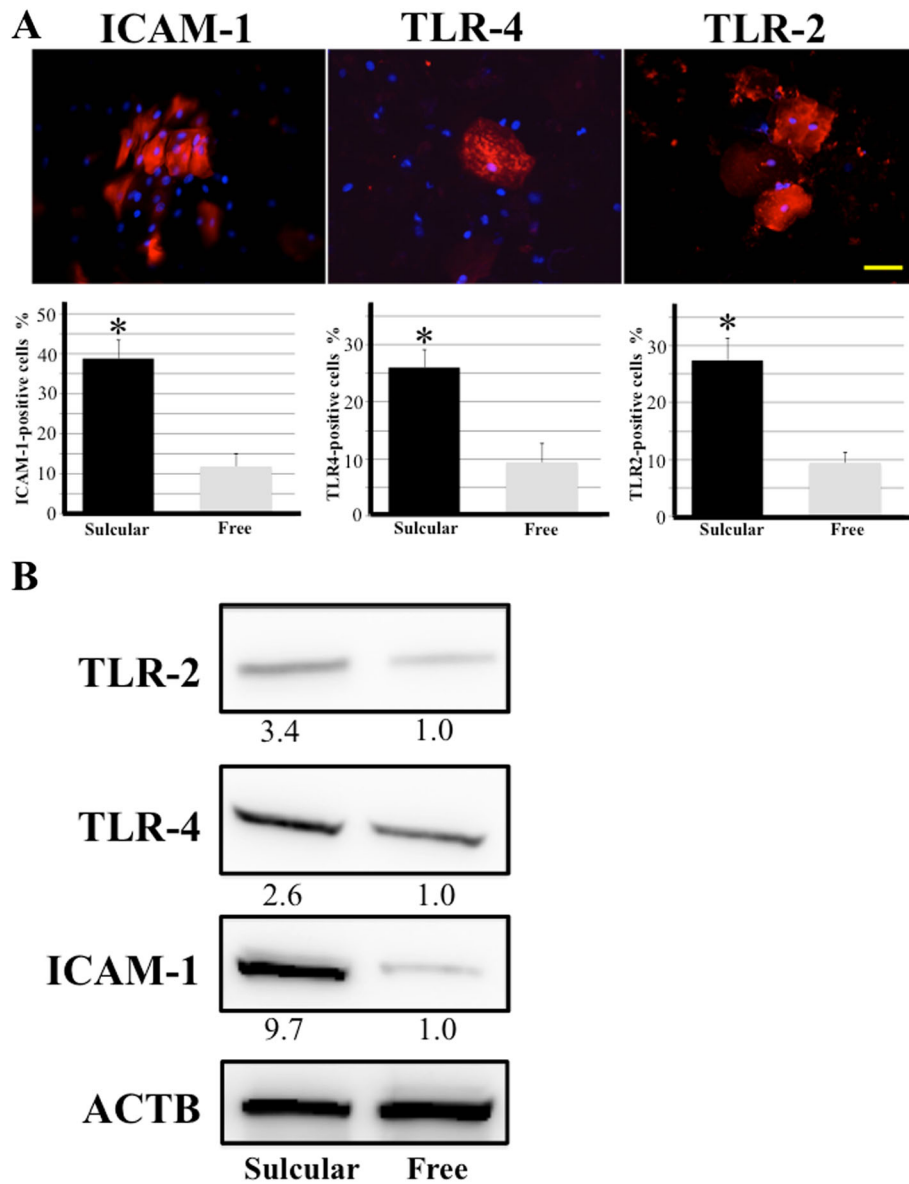 A
ICAM-1 TLR-4 TLR-2
ICAM-1-positive cells %
50
40
30
20
10
0
*
Sulcular Free
TLR4-positive cells %
30
20
10
0
*
Sulcular Free
TLR2-positive cells %
30
20
10
0
*
Sulcular Free
B
TLR-2
3.4 1.0
TLR-4
2.6 1.0
ICAM-1
9.7 1.0
ACTB
Sulcular Free